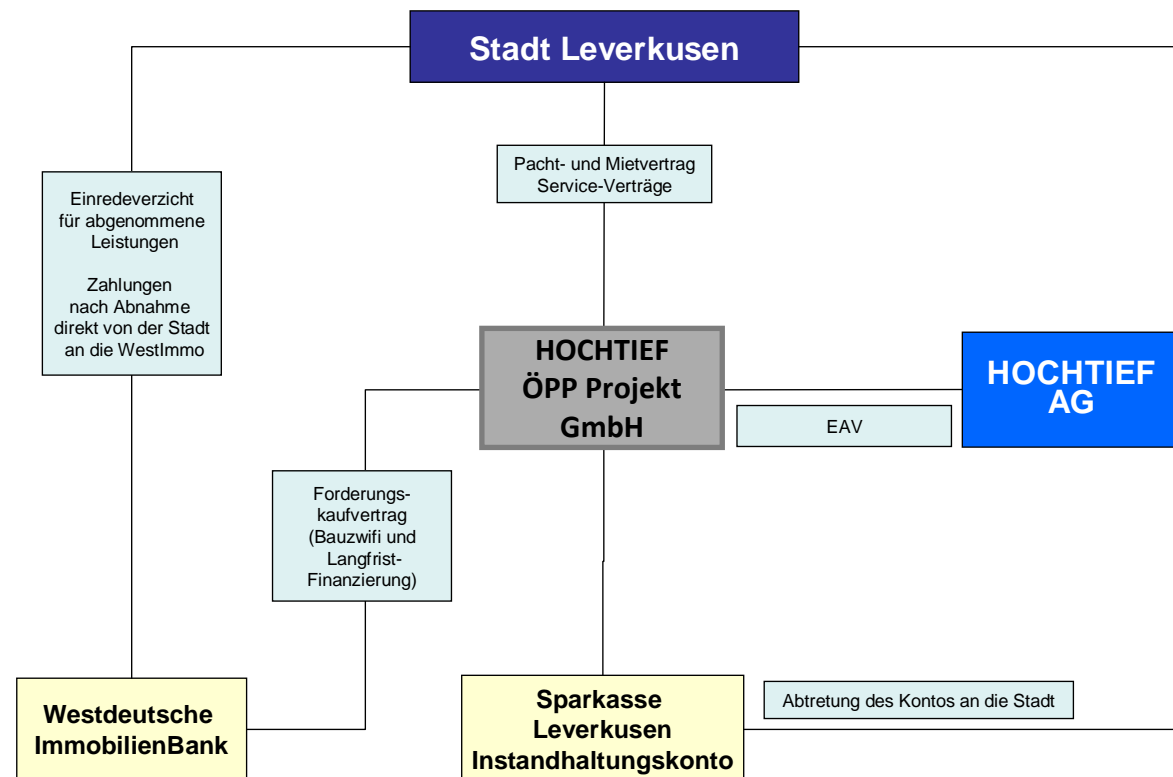 Stadt Leverkusen
Pacht- und Mietvertrag
Service-Verträge
Einredeverzicht
für abgenommene
Leistungen
Zahlungen
nach Abnahme
direkt von der Stadt
an die WestImmo
HOCHTIEF
ÖPP Projekt
GmbH
HOCHTIEF
AG
EAV
Forderungs-
kaufvertrag
(Bauzwifi und
Langfrist-
Finanzierung)
Westdeutsche
ImmobilienBank
Sparkasse
Leverkusen
Instandhaltungskonto
Abtretung des Kontos an die Stadt